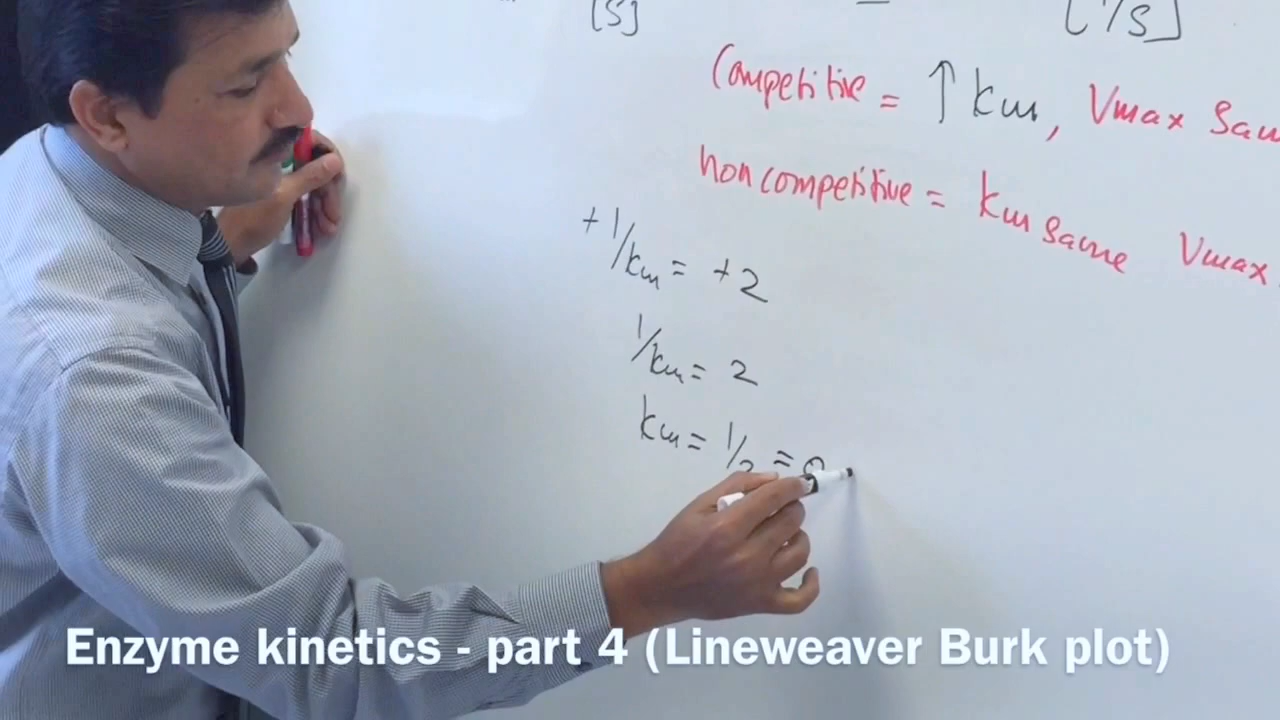 [S]
[1/S]
Competitive = ↑ km, Vmax
noncompetitive = km same Vmax
+ 1/km = +2
1/km = 2
km = 1/2 = 0
Enzyme kinetics - part 4 (Lineweaver Burk plot)